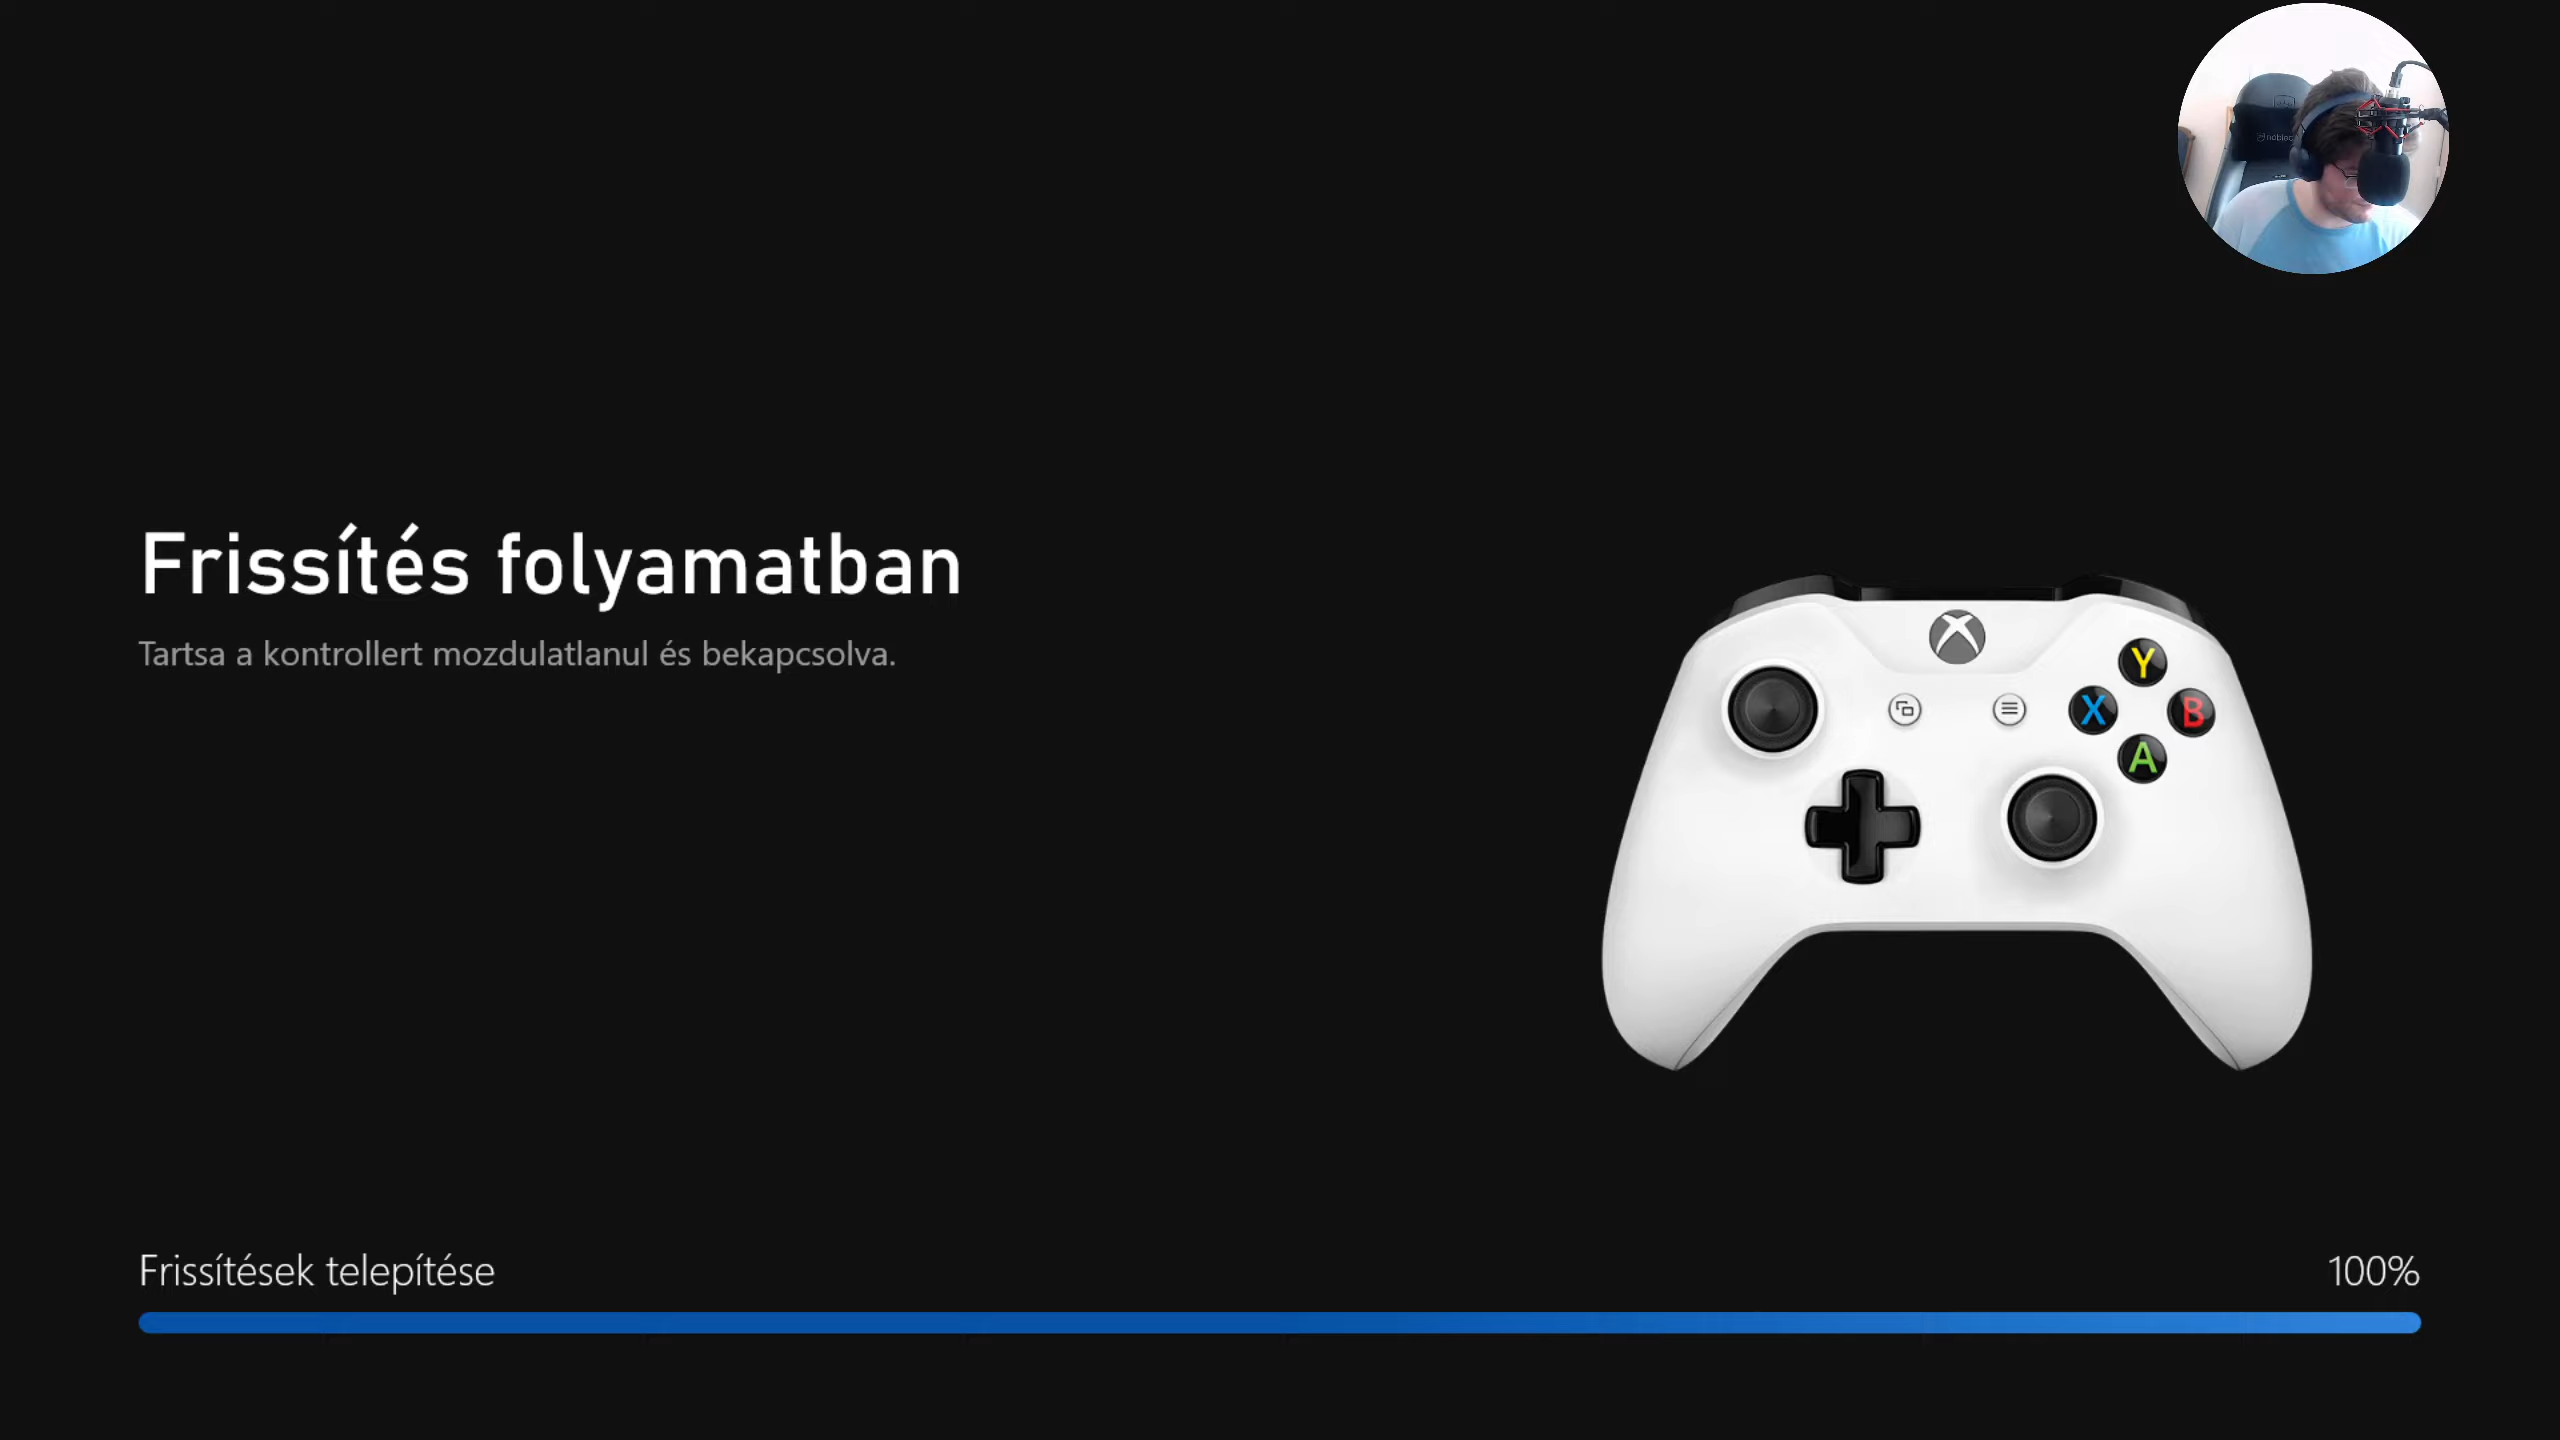 Frissítés folyamatban
Tartsa a kontrollert mozdulatlanul és bekapcsolva.
Y
X
B
A
Frissítések telepítése
100%